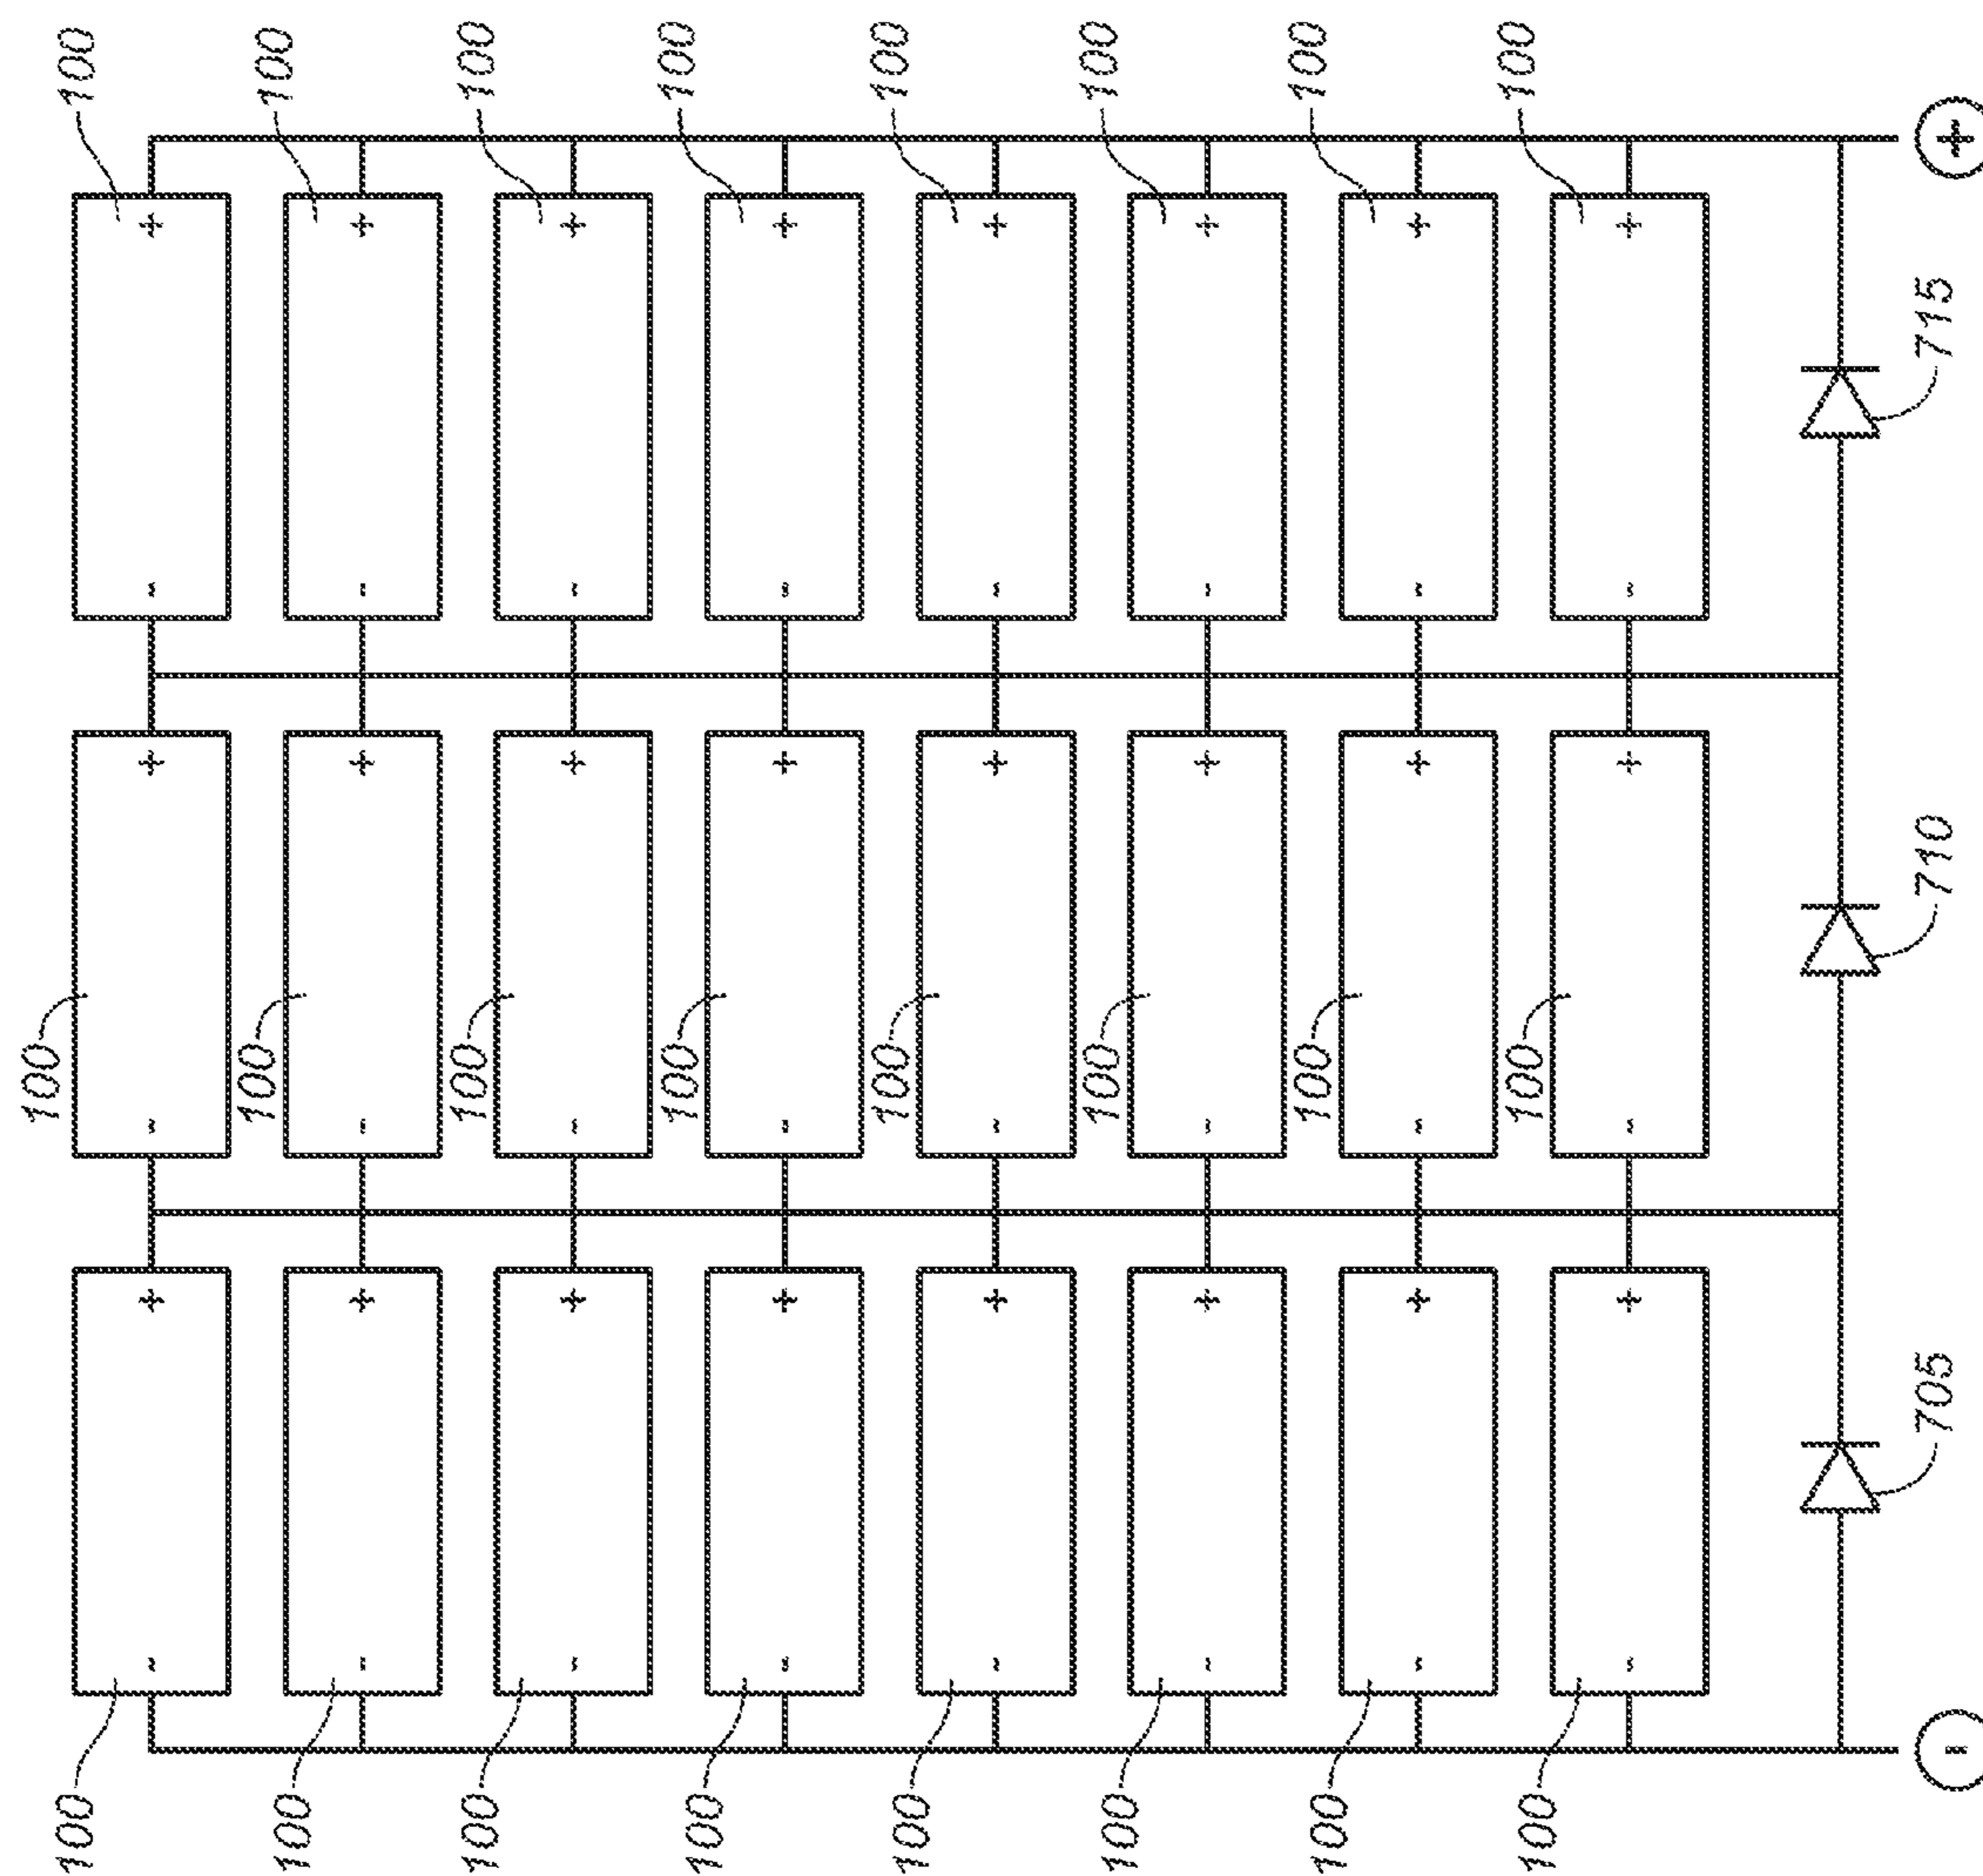 100 100 100 100 100 100 100 100
+ + + + + + + + +
715
- - - - - - - -
+ + + + + + + +
710
100 100 100 100 100 100 100 100
- - - - - - - -
+ + + + + + + +
705
- - - - - - - - -
100 100 100 100 100 100 100 100